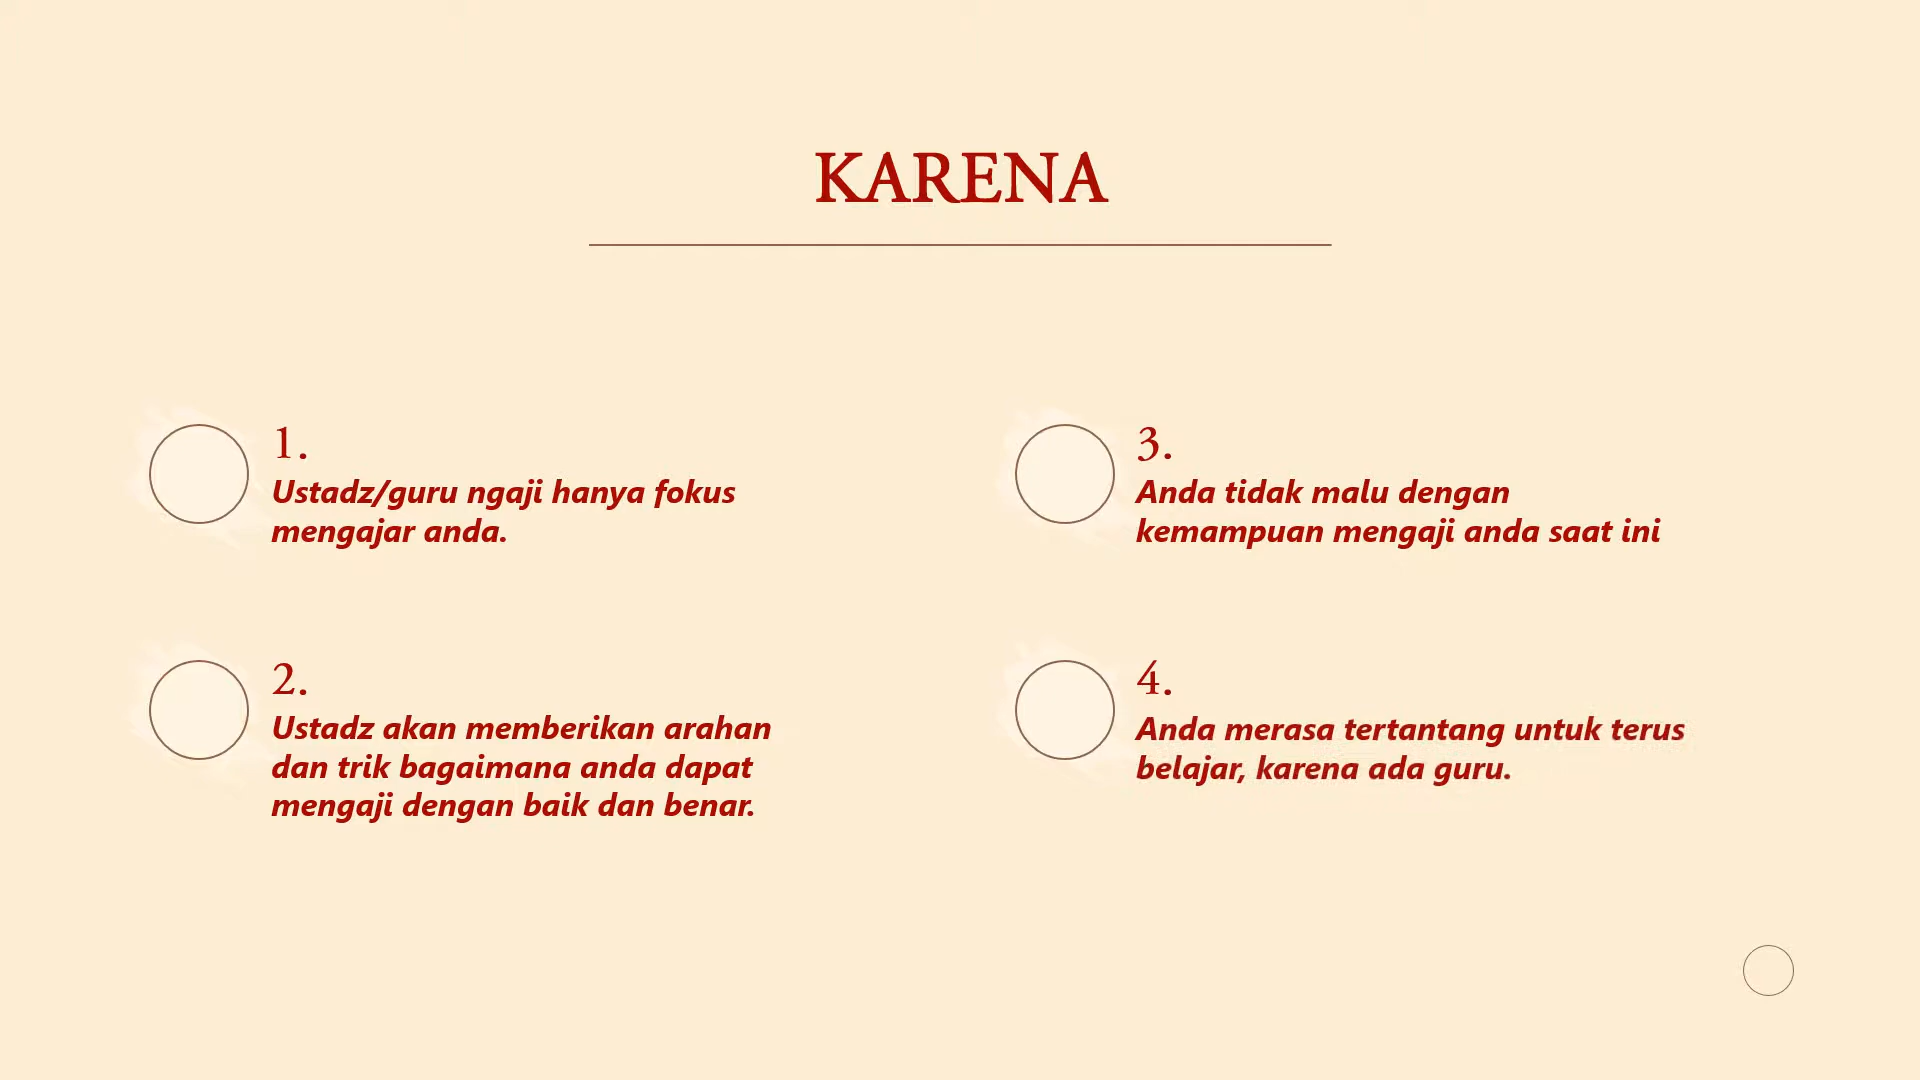 KARENA
1.
Ustadz/guru ngaji hanya fokus
mengajar anda.
2.
Ustadz akan memberikan arahan
dan trik bagaimana anda dapat
mengaji dengan baik dan benar.
3.
Anda tidak malu dengan
kemampuan mengaji anda saat ini
4.
Anda merasa tertantang untuk terus
belajar, karena ada guru.